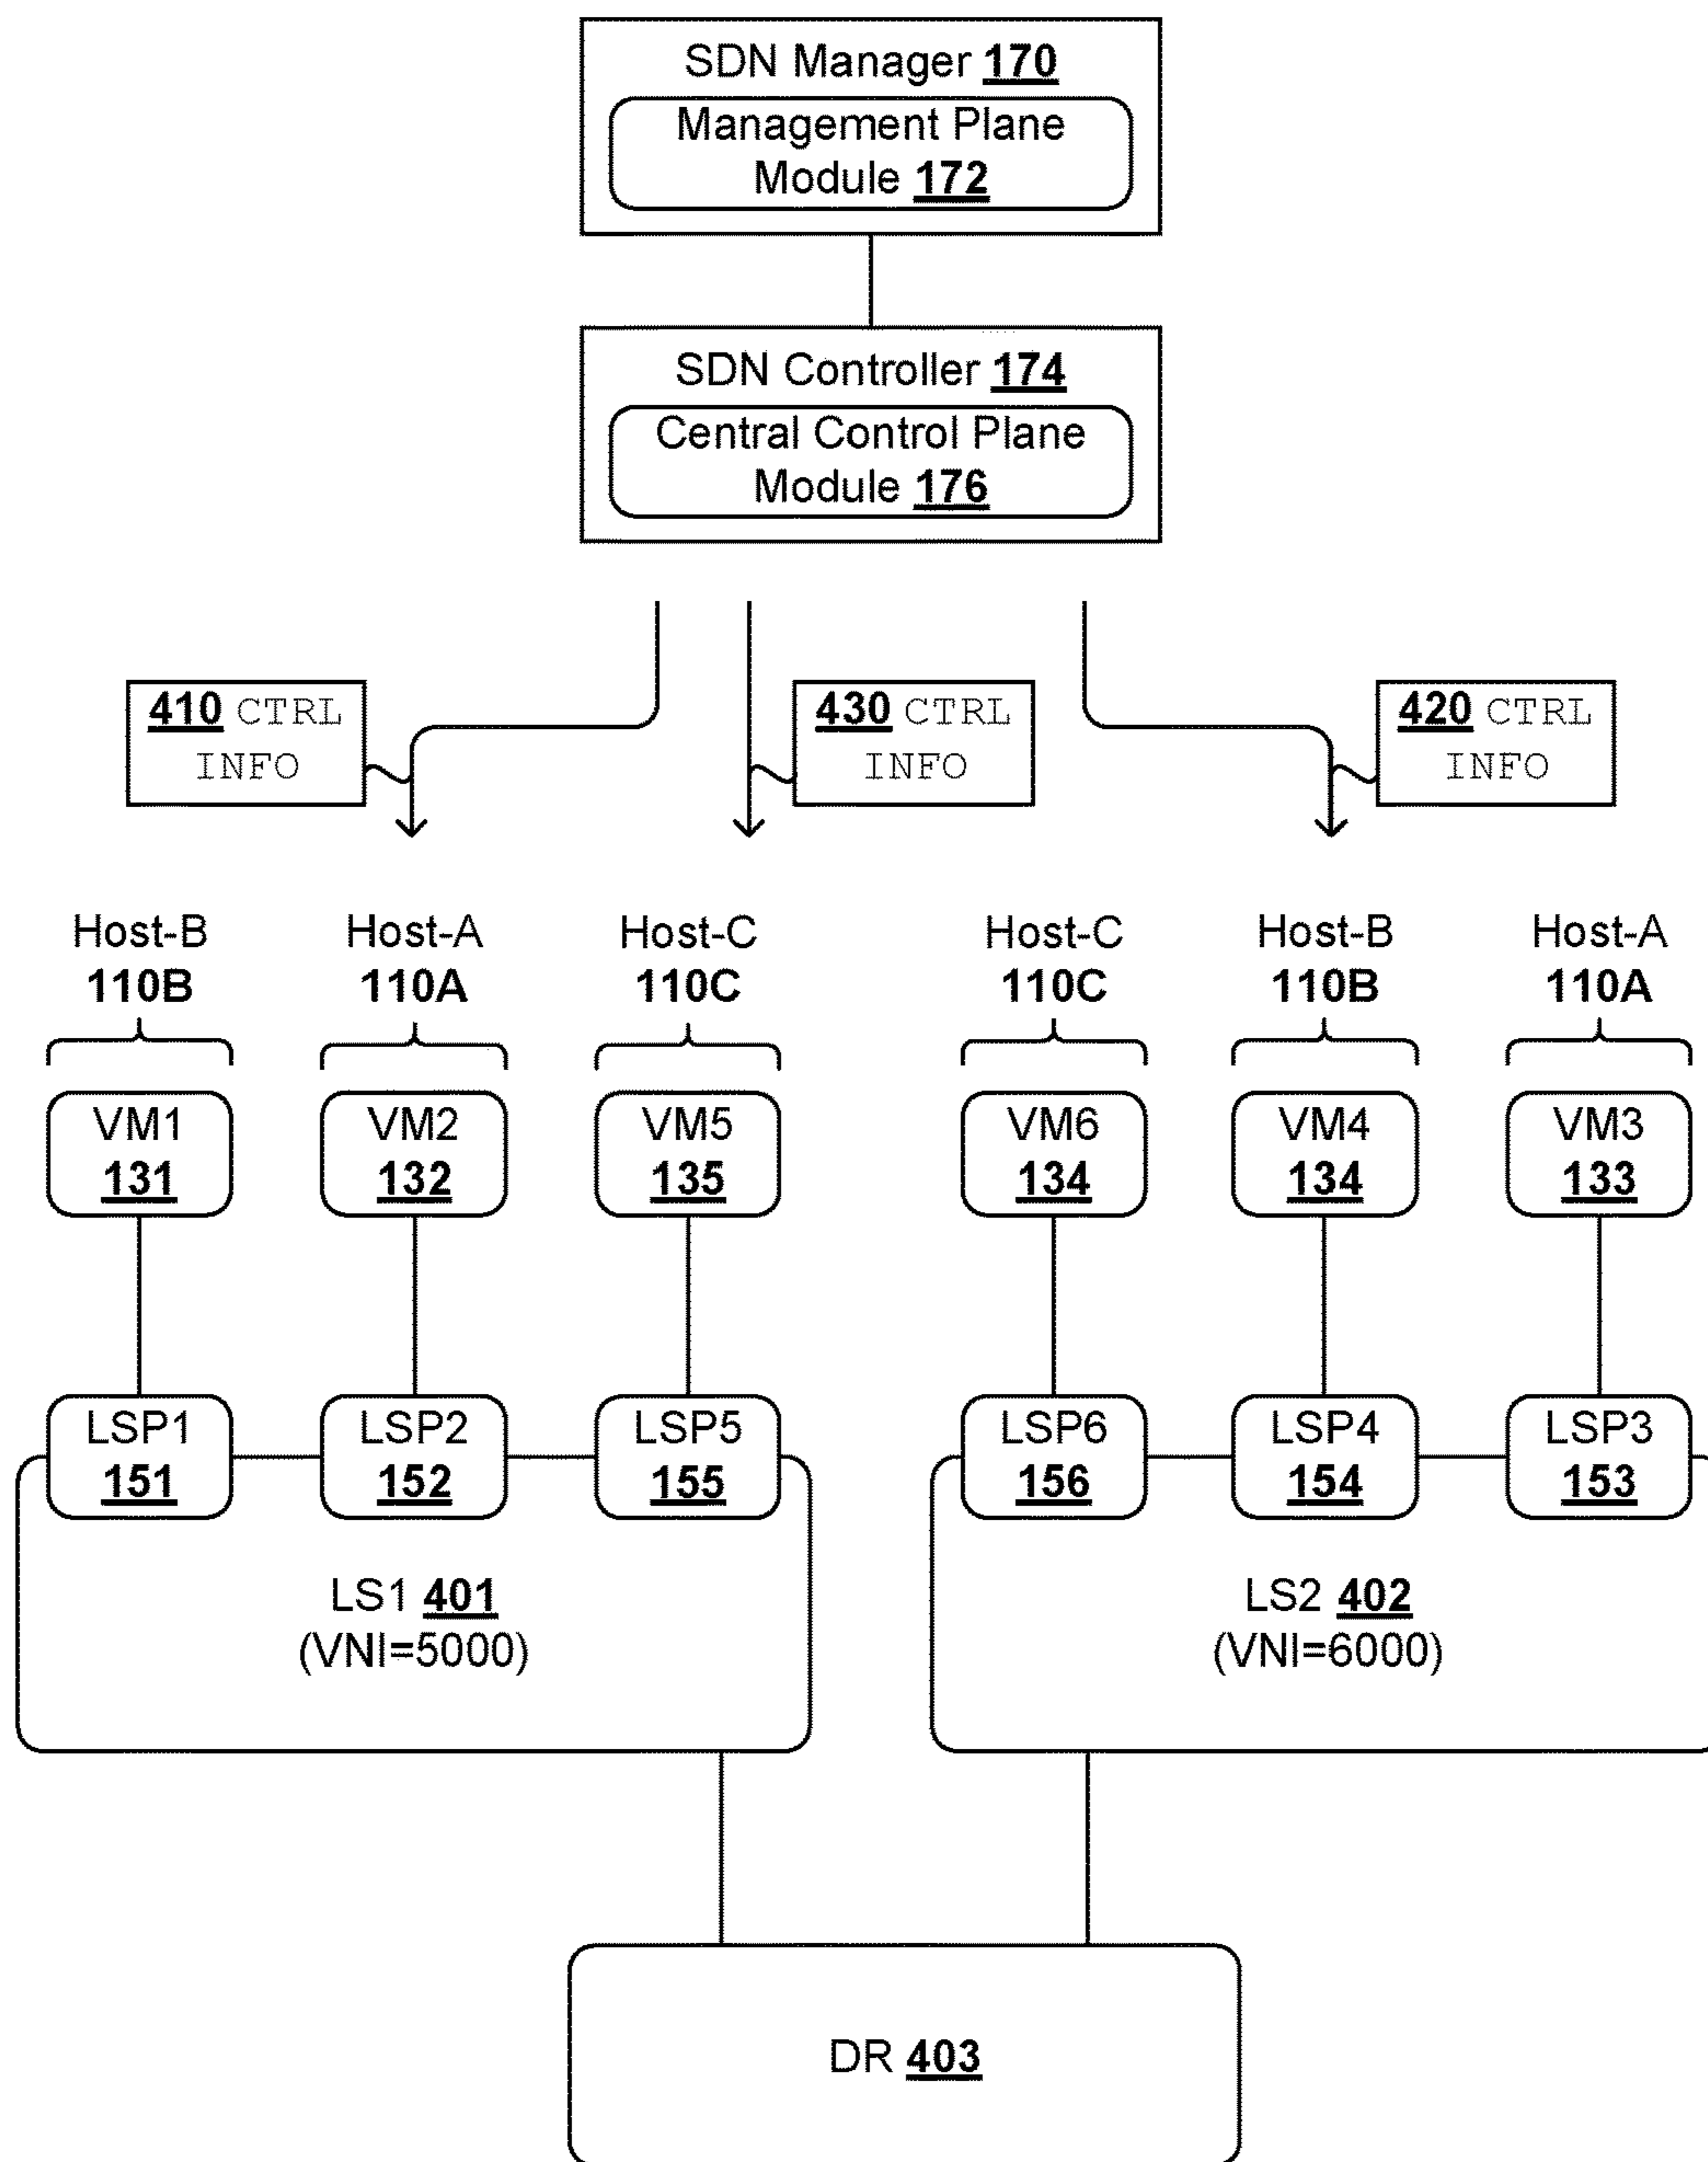 SDN Manager 170
Management Plane
Module 172
SDN Controller 174
Central Control Plane
Module 176
410 CTRL
INFO
430 CTRL
INFO
420 CTRL
INFO
Host-B
110B
Host-A
110A
Host-C
110C
Host-C
110C
Host-B
110B
Host-A
110A
VM1
131
VM2
132
VM5
135
VM6
134
VM4
134
VM3
133
LSP1
151
LSP2
152
LSP5
155
LSP6
156
LSP4
154
LSP3
153
LS1 401
(VNI=5000)
LS2 402
(VNI=6000)
DR 403